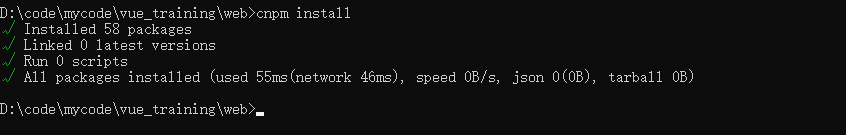 D:\code\mycode\vue_training\web>cnpm install
√ Installed 58 packages
√ Linked 0 latest versions
√ Run 0 scripts
√ All packages installed (used 55ms(network 46ms), speed 0B/s, json 0(0B), tarball 0B)
D:\code\mycode\vue_training\web>